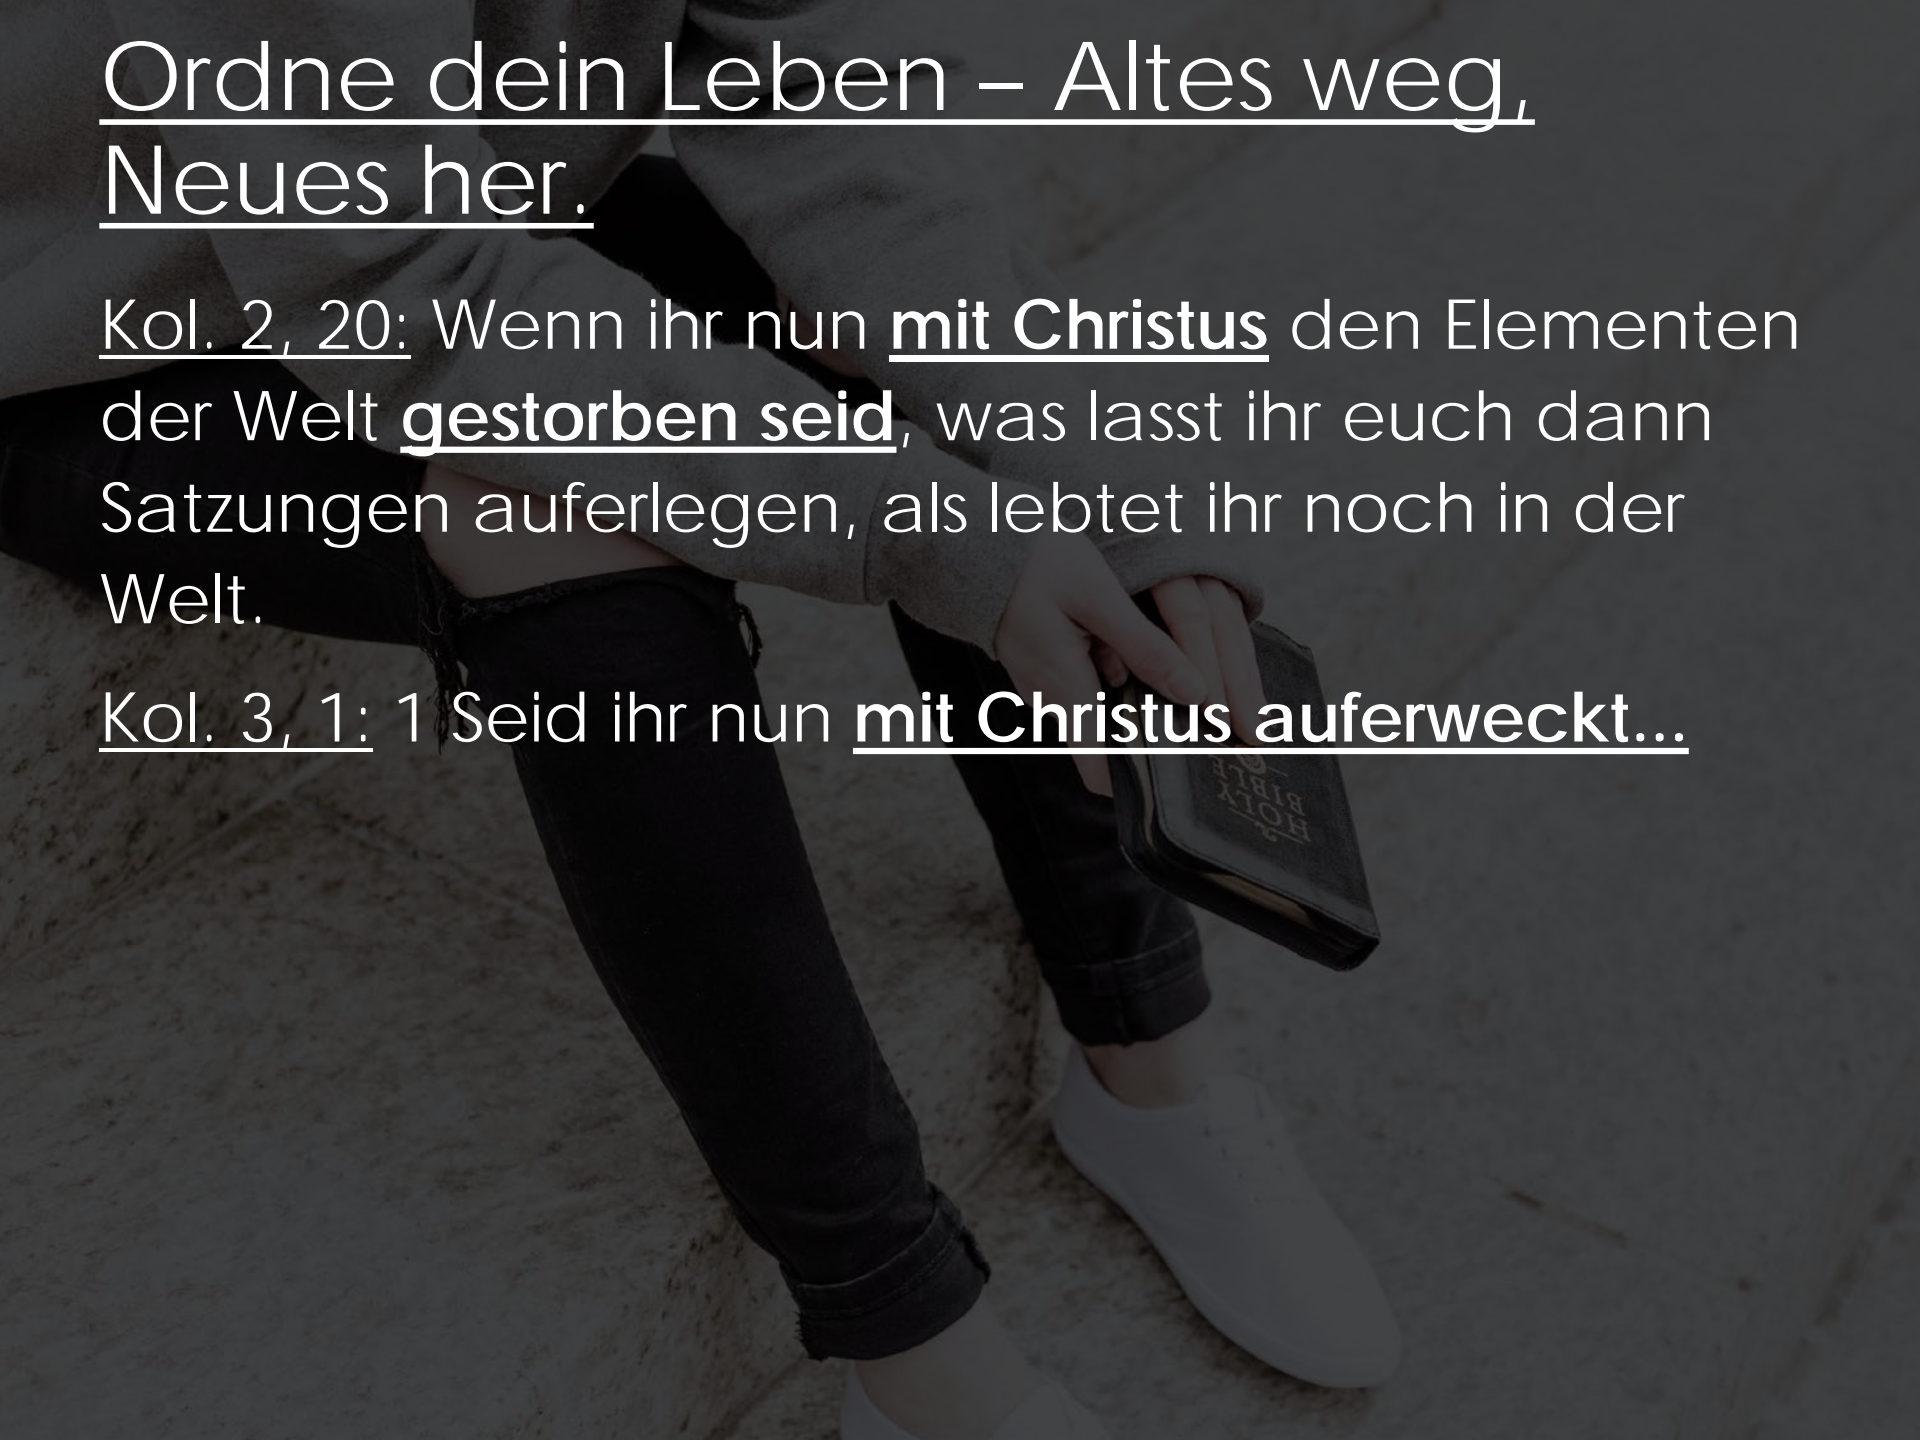 Ordne dein Leben – Altes weg,
Neues her.
Kol. 2, 20: Wenn ihr nun mit Christus den Elementen
der Welt gestorben seid, was lasst ihr euch dann
Satzungen auferlegen, als lebtet ihr noch in der
Welt.
Kol. 3, 1: 1 Seid ihr nun mit Christus auferweckt...
HOLY
BIBLE